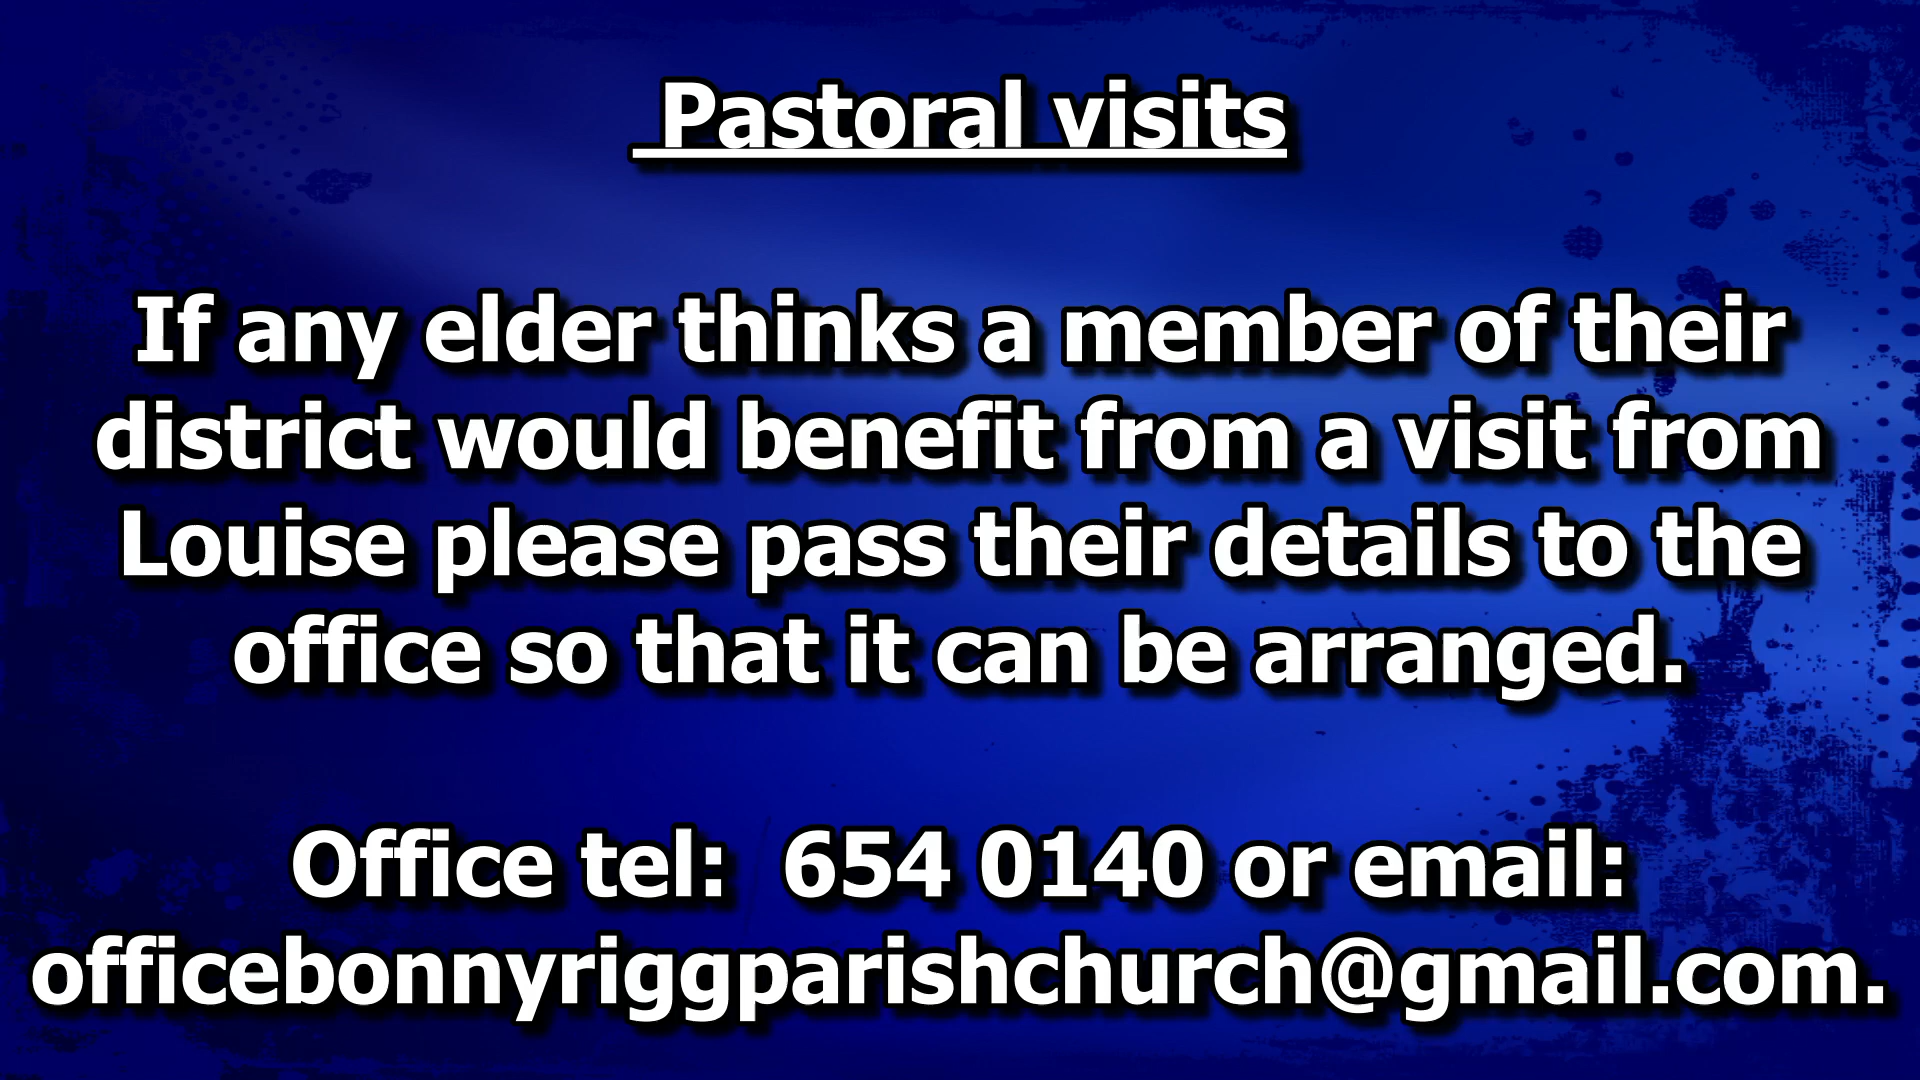 Pastoral visits
If any elder thinks a member of their
district would benefit from a visit from
Louise please pass their details to the
office so that it can be arranged.
Office tel:  654 0140 or email:
officebonnyriggparishchurch@gmail.com.